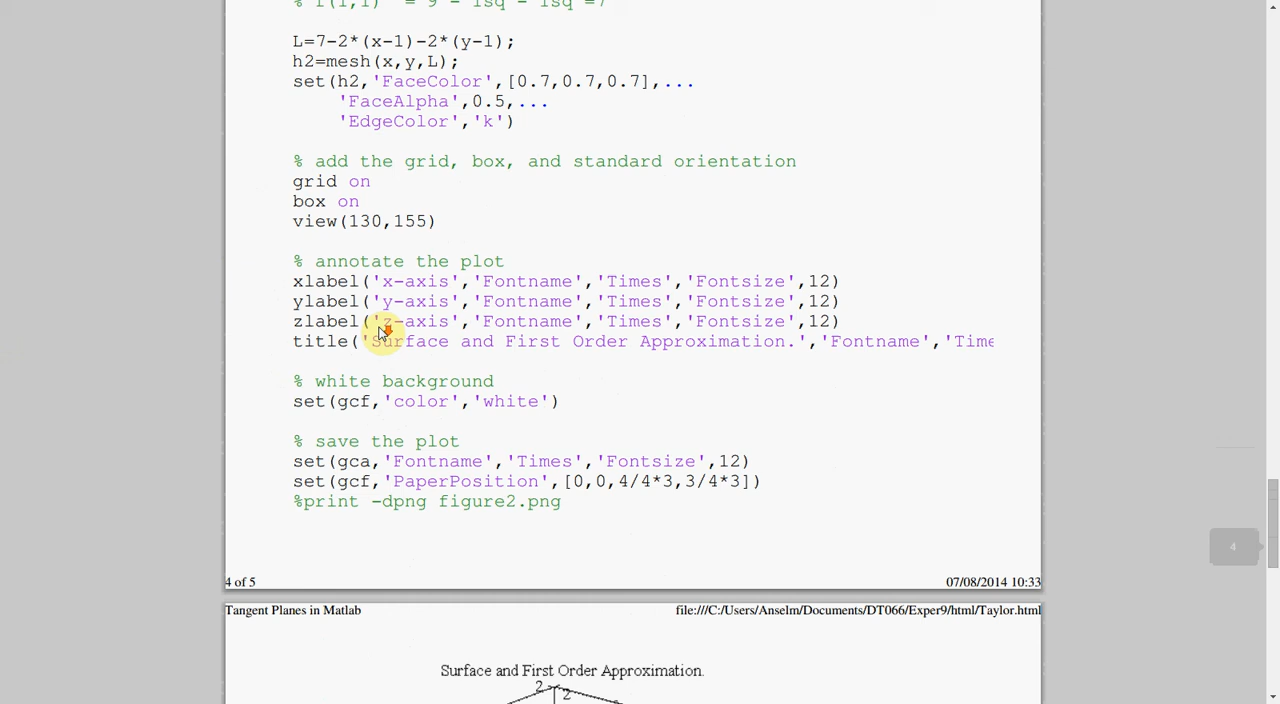 % f(1,1)  = 9 - 1sq - 1sq =7
L=7-2*(x-1)-2*(y-1);
h2=mesh(x,y,L);
set(h2,'FaceColor',[0.7,0.7,0.7],...
'FaceAlpha',0.5,...
'EdgeColor','k')
% add the grid, box, and standard orientation
grid on
box on
view(130,155)
% annotate the plot
xlabel('x-axis','Fontname','Times','Fontsize',12)
ylabel('y-axis','Fontname','Times','Fontsize',12)
zlabel('z-axis','Fontname','Times','Fontsize',12)
title('Surface and First Order Approximation.','Fontname','Time
% white background
set(gcf,'color','white')
% save the plot
set(gca,'Fontname','Times','Fontsize',12)
set(gcf,'PaperPosition',[0,0,4/4*3,3/4*3])
%print -dpng figure2.png
4
4 of 5 07/08/2014 10:33
Tangent Planes in Matlab file:///C:/Users/Anselm/Documents/DT066/Exper9/html/Taylor.html
Surface and First Order Approximation.
2 2